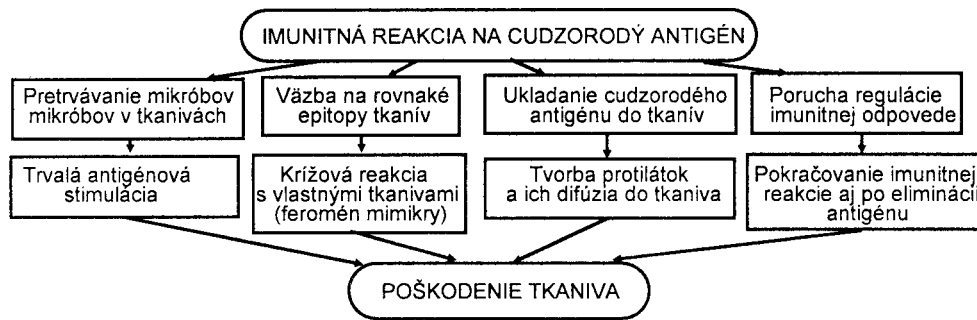 IMUNITNÁ REAKCIA NA CUDZORODÝ ANTIGÉN
Pretrvávanie mikróbov
mikróbov v tkanivách
Väzba na rovnaké
epitopy tkanív
Ukladanie cudzorodého
antigénu do tkanív
Porucha regulácie
imunitnej odpovede
Trvalá antigénová
stimulácia
Krížová reakcia
s vlastnými tkanivami
(feromén mimikry)
Tvorba protilátok
a ich difúzia do tkaniva
Pokračovanie imunitnej
reakcie aj po eliminácii
antigénu
POŠKODENIE TKANIVA